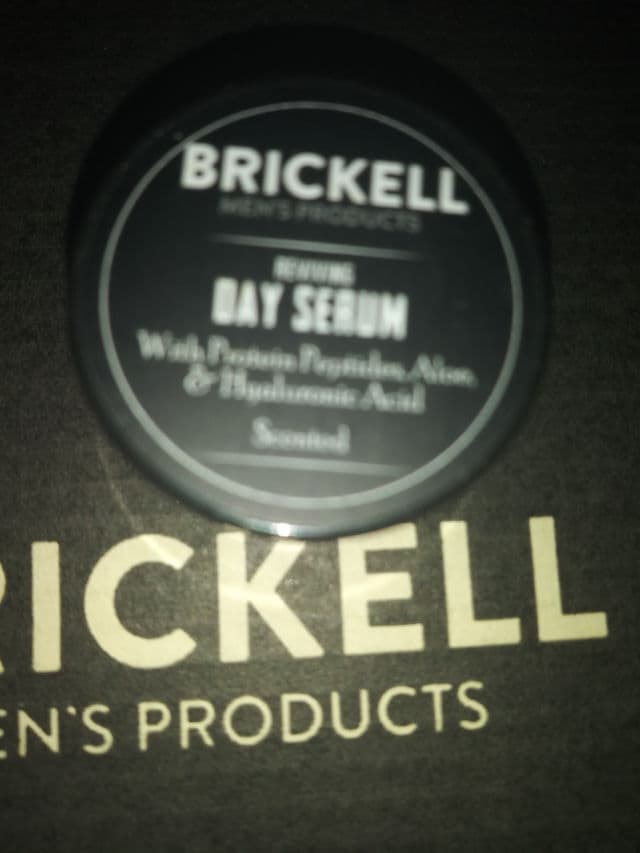 BRICKELL
MEN'S PRODUCTS
REVIVING
DAY SERUM
With Protein Peptides, Aloe,
& Hyaluronic Acid
Scented
RICKELL
EN'S PRODUCTS